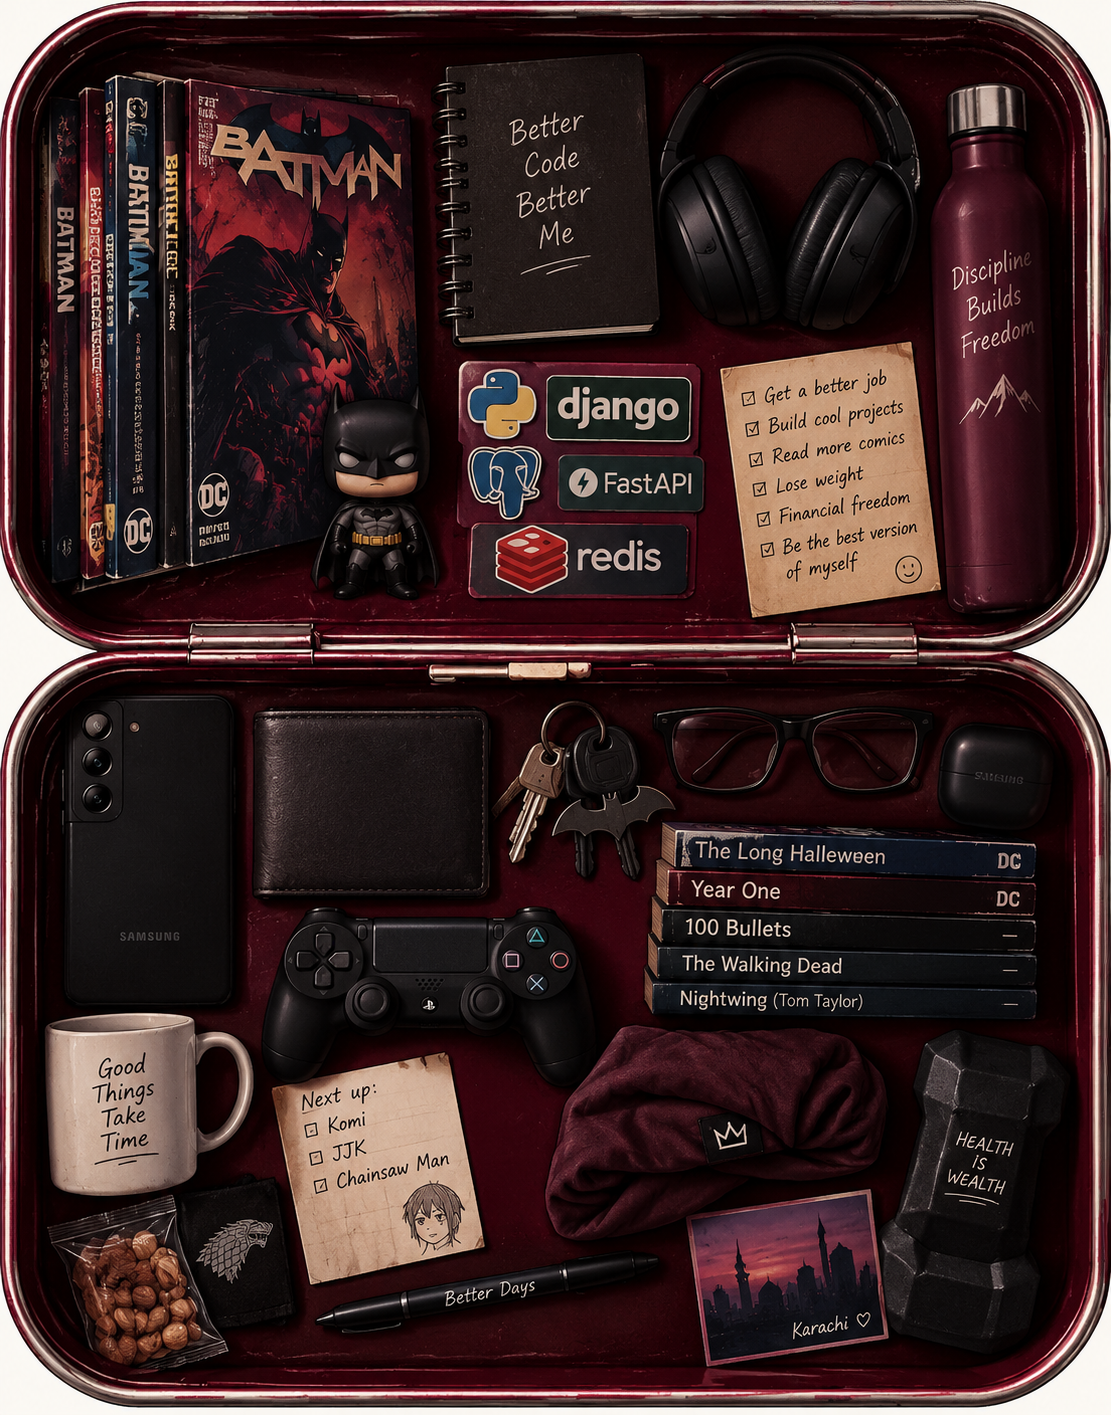 BATMAN
BATMAN
BATMAN
DC
DC
Better
Code
Better
Me
Discipline
Builds
Freedom
django
FastAPI
redis
Get a better job
Build cool projects
Read more comics
Lose weight
Financial freedom
Be the best version
of myself
SAMSUNG
SAMSUNG
The Long Halleween
DC
Year One
DC
100 Bullets
The Walking Dead
Nightwing (Tom Taylor)
Good
Things
Take
Time
Next up:
Komi
JJK
Chainsaw Man
HEALTH
iS
WEALTH
Better Days
Karachi ♡